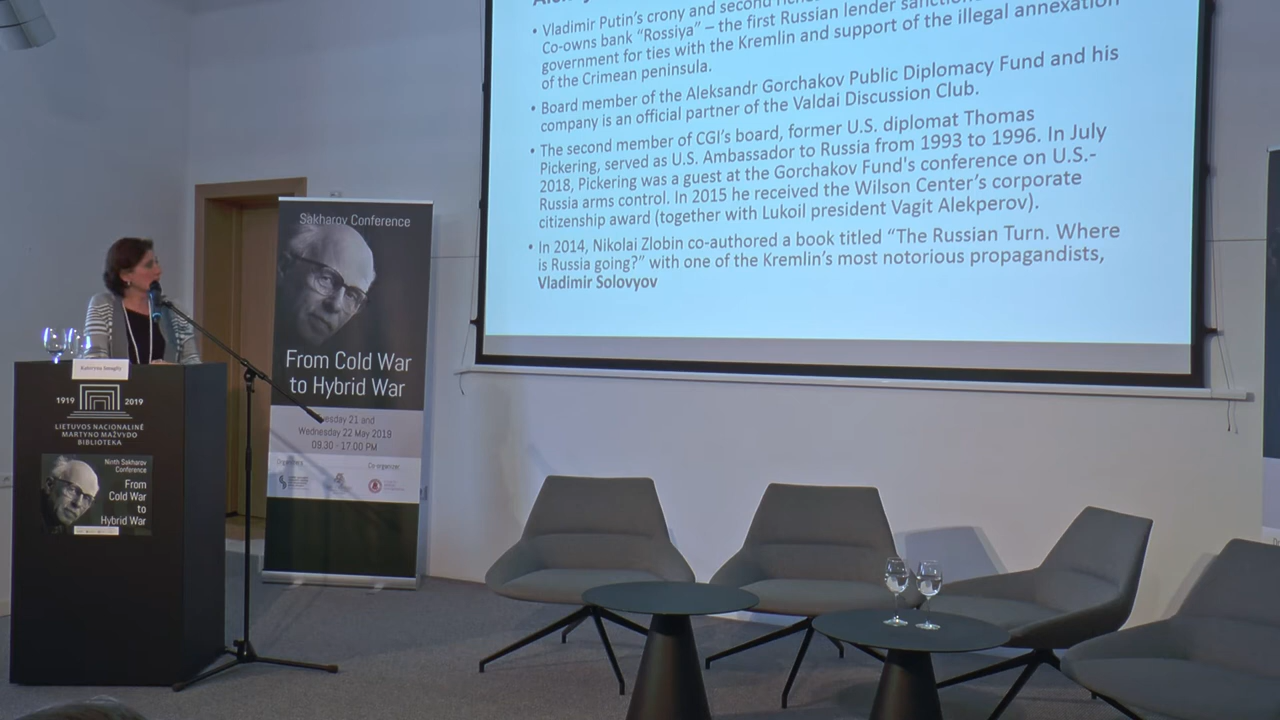 • Vladimir Putin's crony and second
Co-owns bank "Rossiya" – the first Russian lender
government for ties with the Kremlin and support of the illegal annexation
of the Crimean peninsula.
• Board member of the Aleksandr Gorchakov Public Diplomacy Fund and his
company is an official partner of the Valdai Discussion Club.
• The second member of CGI's board, former U.S. diplomat Thomas
Pickering, served as U.S. Ambassador to Russia from 1993 to 1996. In July
2018, Pickering was a guest at the Gorchakov Fund's conference on U.S.-
Russia arms control. In 2015 he received the Wilson Center's corporate
citizenship award (together with Lukoil president Vagit Alekperov).
• In 2014, Nikolai Zlobin co-authored a book titled "The Russian Turn. Where
is Russia going?" with one of the Kremlin's most notorious propagandists,
Vladimir Solovyov
Sakharov Conference
From Cold War
to Hybrid War
21 and
Wednesday 22 May 2019
09.30 - 17.00 PM
Organizers
Co-organizer
1919 2019
LIETUVOS NACIONALINĖ
MARTYNO MAŽVYDO
BIBLIOTEKA
Ninth Sakharov
Conference
From
Cold War
to
Hybrid War